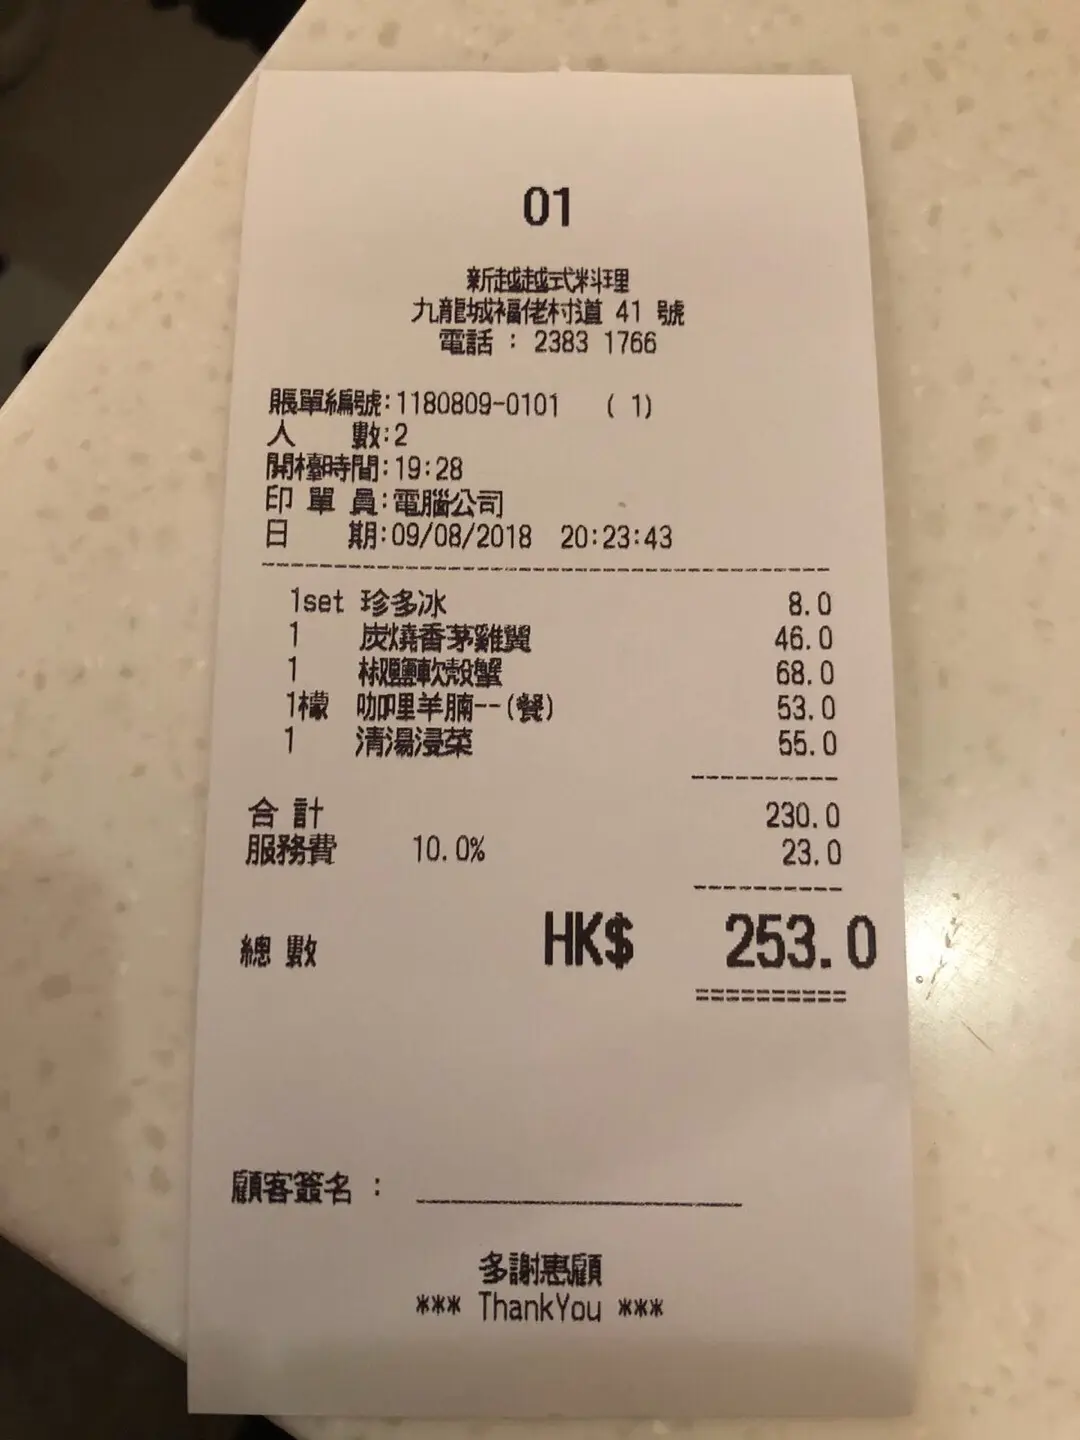 01
新越越式料理
九龍城福佬村道 41 號
電話 : 2383 1766
賬單編號:1180809-0101 ( 1)
人 數:2
開檯時間:19:28
印 單 員:電腦公司
日 期:09/08/2018 20:23:43
1set 珍多冰 8.0
1 炭燒香茅雞翼 46.0
1 椒鹽軟殼蟹 68.0
1檬 咖哩羊腩--(餐) 53.0
1 清湯浸菜 55.0
合 計 230.0
服務費 10.0% 23.0
總 數 HK$ 253.0
顧客簽名 :
多謝惠顧
*** ThankYou ***